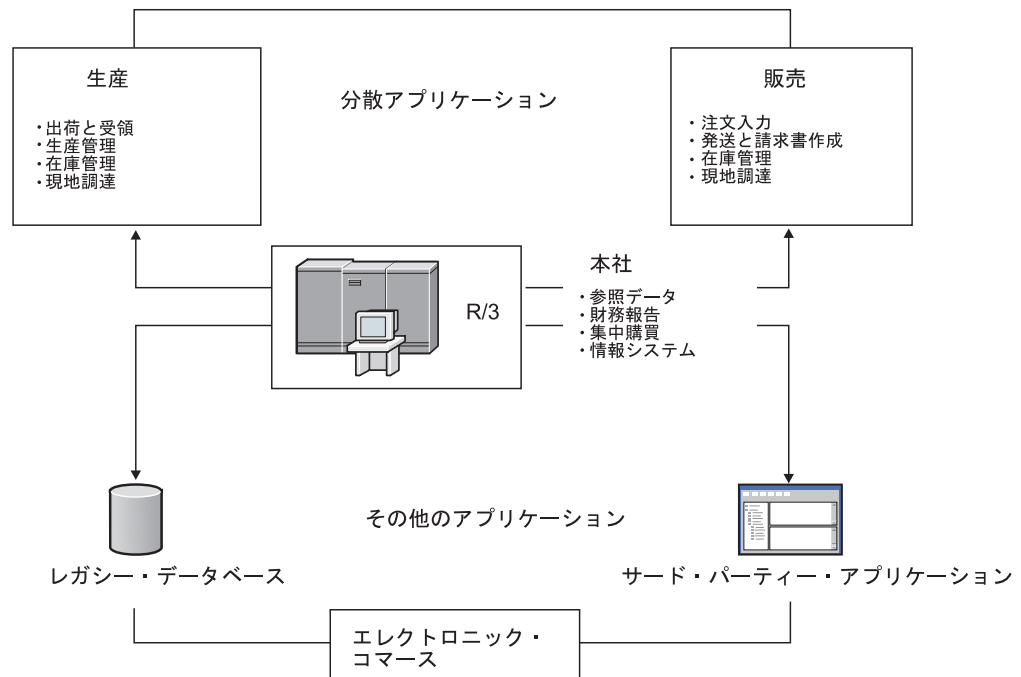 生産
・出荷と受領
・生産管理
・在庫管理
・現地調達
分散アプリケーション
販売
・注文入力
・発送と請求書作成
・在庫管理
・現地調達
R/3
本社
・参照データ
・財務報告
・集中購買
・情報システム
その他のアプリケーション
レガシー・データベース
サード・パーティー・アプリケーション
エレクトロニック・
コマース